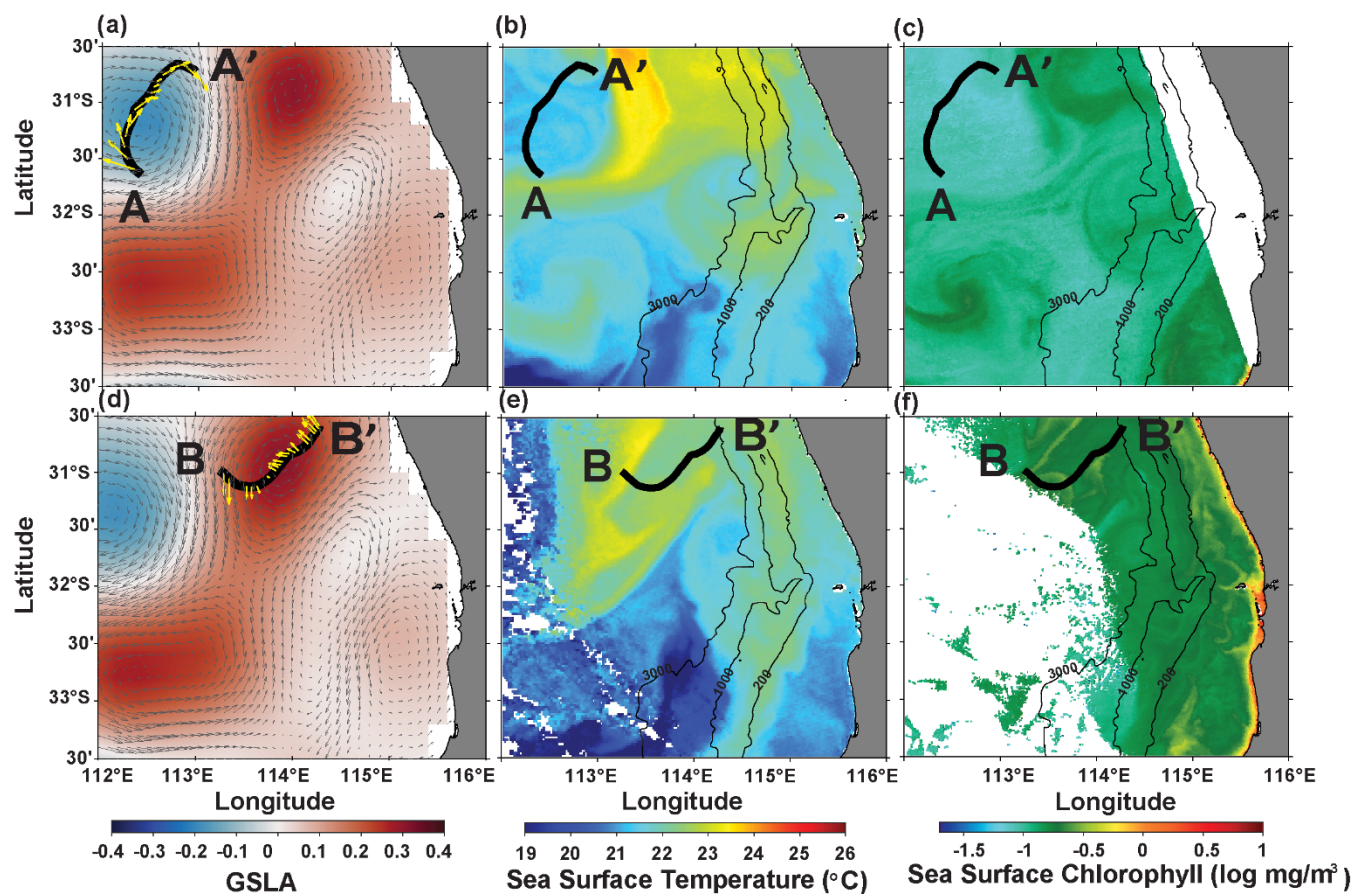 (a)
(b)
(c)
30'
31°S
30'
32°S
30'
33°S
30'
Latitude
A'
A
A'
A
3000
1000
200
A'
A
3000
1000
200
(d)
(e)
(f)
30'
31°S
30'
32°S
30'
33°S
30'
Latitude
B
B'
B
B'
3000
1000
200
B
B'
3000
1000
200
112°E 113°E 114°E 115°E 116°E
113°E 114°E 115°E 116°E
113°E 114°E 115°E 116°E
Longitude
Longitude
Longitude
-0.4 -0.3 -0.2 -0.1 0 0.1 0.2 0.3 0.4
GSLA
19 20 21 22 23 24 25 26
Sea Surface Temperature (°C)
-1.5 -1 -0.5 0 0.5 1
Sea Surface Chlorophyll (log mg/m³)